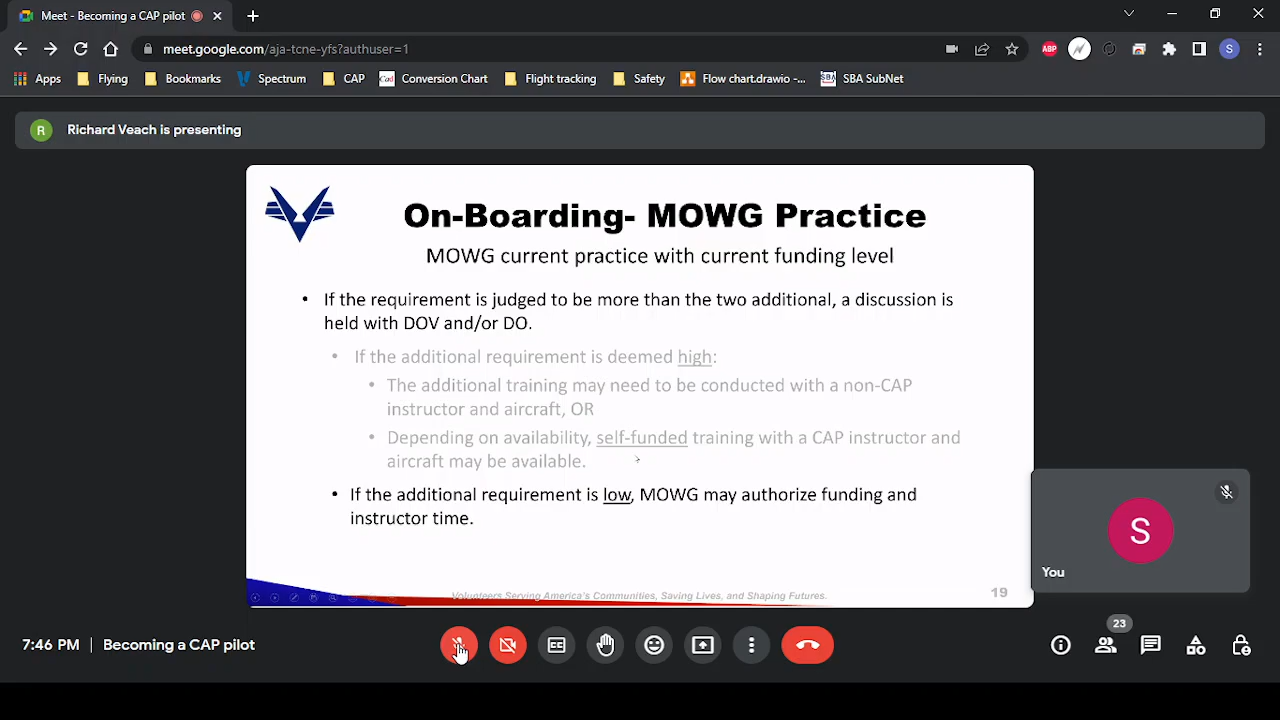 Meet - Becoming a CAP pilot
meet.google.com/aja-tcne-yfs?authuser=1
ABP
S
Apps Flying Bookmarks Spectrum CAP Cad Conversion Chart Flight tracking Safety Flow chart.drawio -... SBA SBA SubNet
R Richard Veach is presenting
On-Boarding- MOWG Practice
MOWG current practice with current funding level
• If the requirement is judged to be more than the two additional, a discussion is
held with DOV and/or DO.
• If the additional requirement is deemed high:
• The additional training may need to be conducted with a non-CAP
instructor and aircraft, OR
• Depending on availability, self-funded training with a CAP instructor and
aircraft may be available.
• If the additional requirement is low, MOWG may authorize funding and
instructor time.
Volunteers Serving America's Communities, Saving Lives, and Shaping Futures.
19
S
You
7:46 PM | Becoming a CAP pilot
23